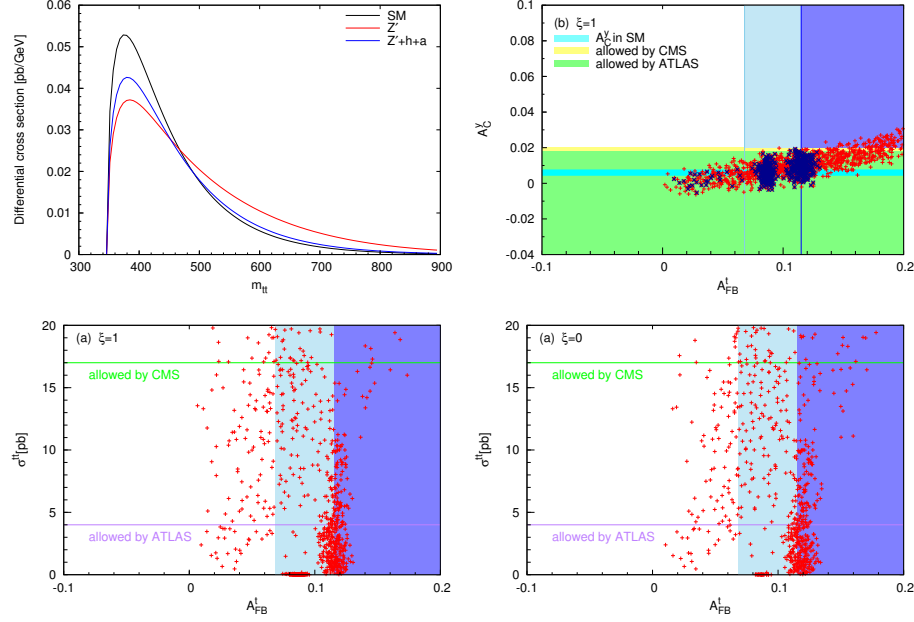 SM
Z′
Z′+h+a
Differential cross section [pb/GeV]
0.06
0.05
0.04
0.03
0.02
0.01
0
300 400 500 600 700 800 900
m_tt
(b) ξ=1
A_C^y in SM
allowed by CMS
allowed by ATLAS
A_C^y
0.1
0.08
0.06
0.04
0.02
0
-0.02
-0.04
-0.1 0 0.1 0.2
A_FB^t
(a) ξ=1
allowed by CMS
allowed by ATLAS
σ^tt[pb]
20
15
10
5
0
-0.1 0 0.1 0.2
A_FB^t
(a) ξ=0
allowed by CMS
allowed by ATLAS
σ^tt[pb]
20
15
10
5
0
-0.1 0 0.1 0.2
A_FB^t